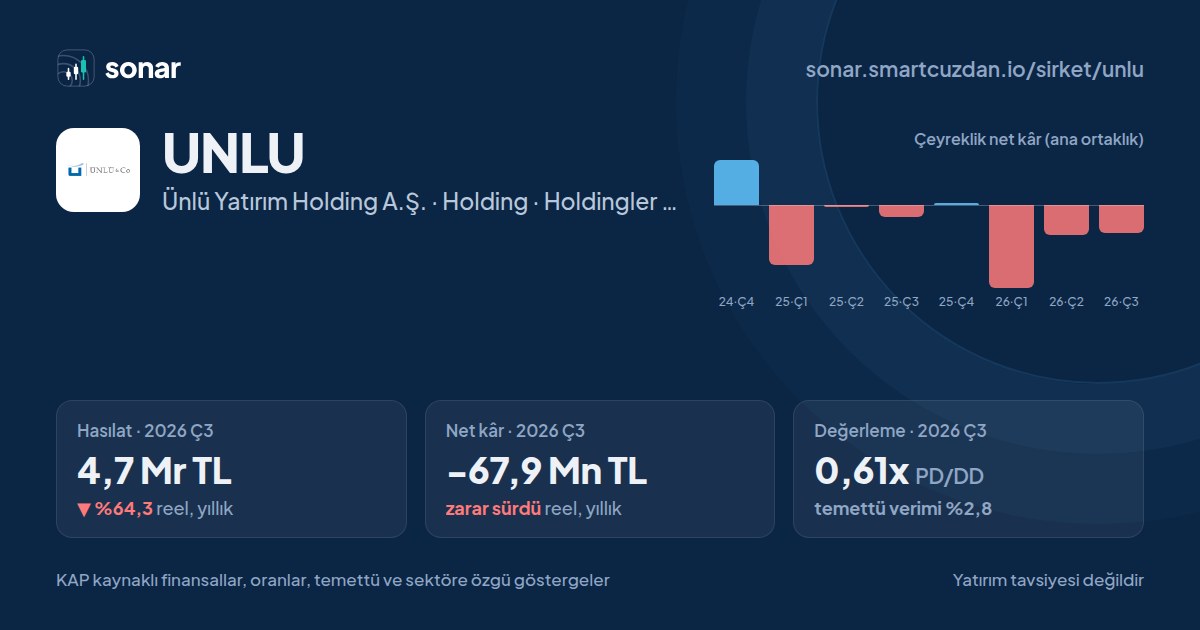 sonar
sonar.smartcuzdan.io/sirket/unlu
ÜNLÜ+Co
UNLU
Ünlü Yatırım Holding A.Ş. · Holding · Holdingler ...
Çeyreklik net kâr (ana ortaklık)
24-Ç4 25-Ç1 25-Ç2 25-Ç3 25-Ç4 26-Ç1 26-Ç2 26-Ç3
Hasılat · 2026 Ç3
4,7 Mr TL
▼ %64,3 reel, yıllık
Net kâr · 2026 Ç3
−67,9 Mn TL
zarar sürdü reel, yıllık
Değerleme · 2026 Ç3
0,61x PD/DD
temettü verimi %2,8
KAP kaynaklı finansallar, oranlar, temettü ve sektöre özgü göstergeler
Yatırım tavsiyesi değildir